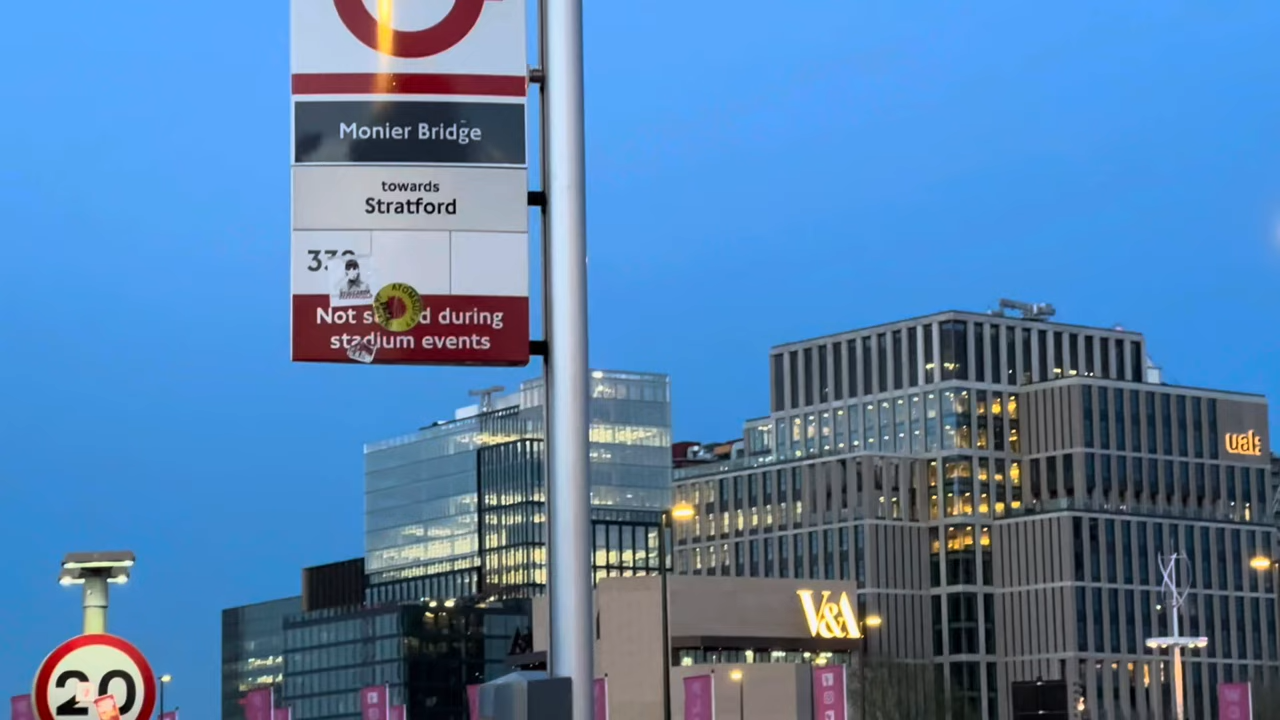 Monier Bridge
towards
Stratford
Not d during
stadium events
ual:
V&A
20